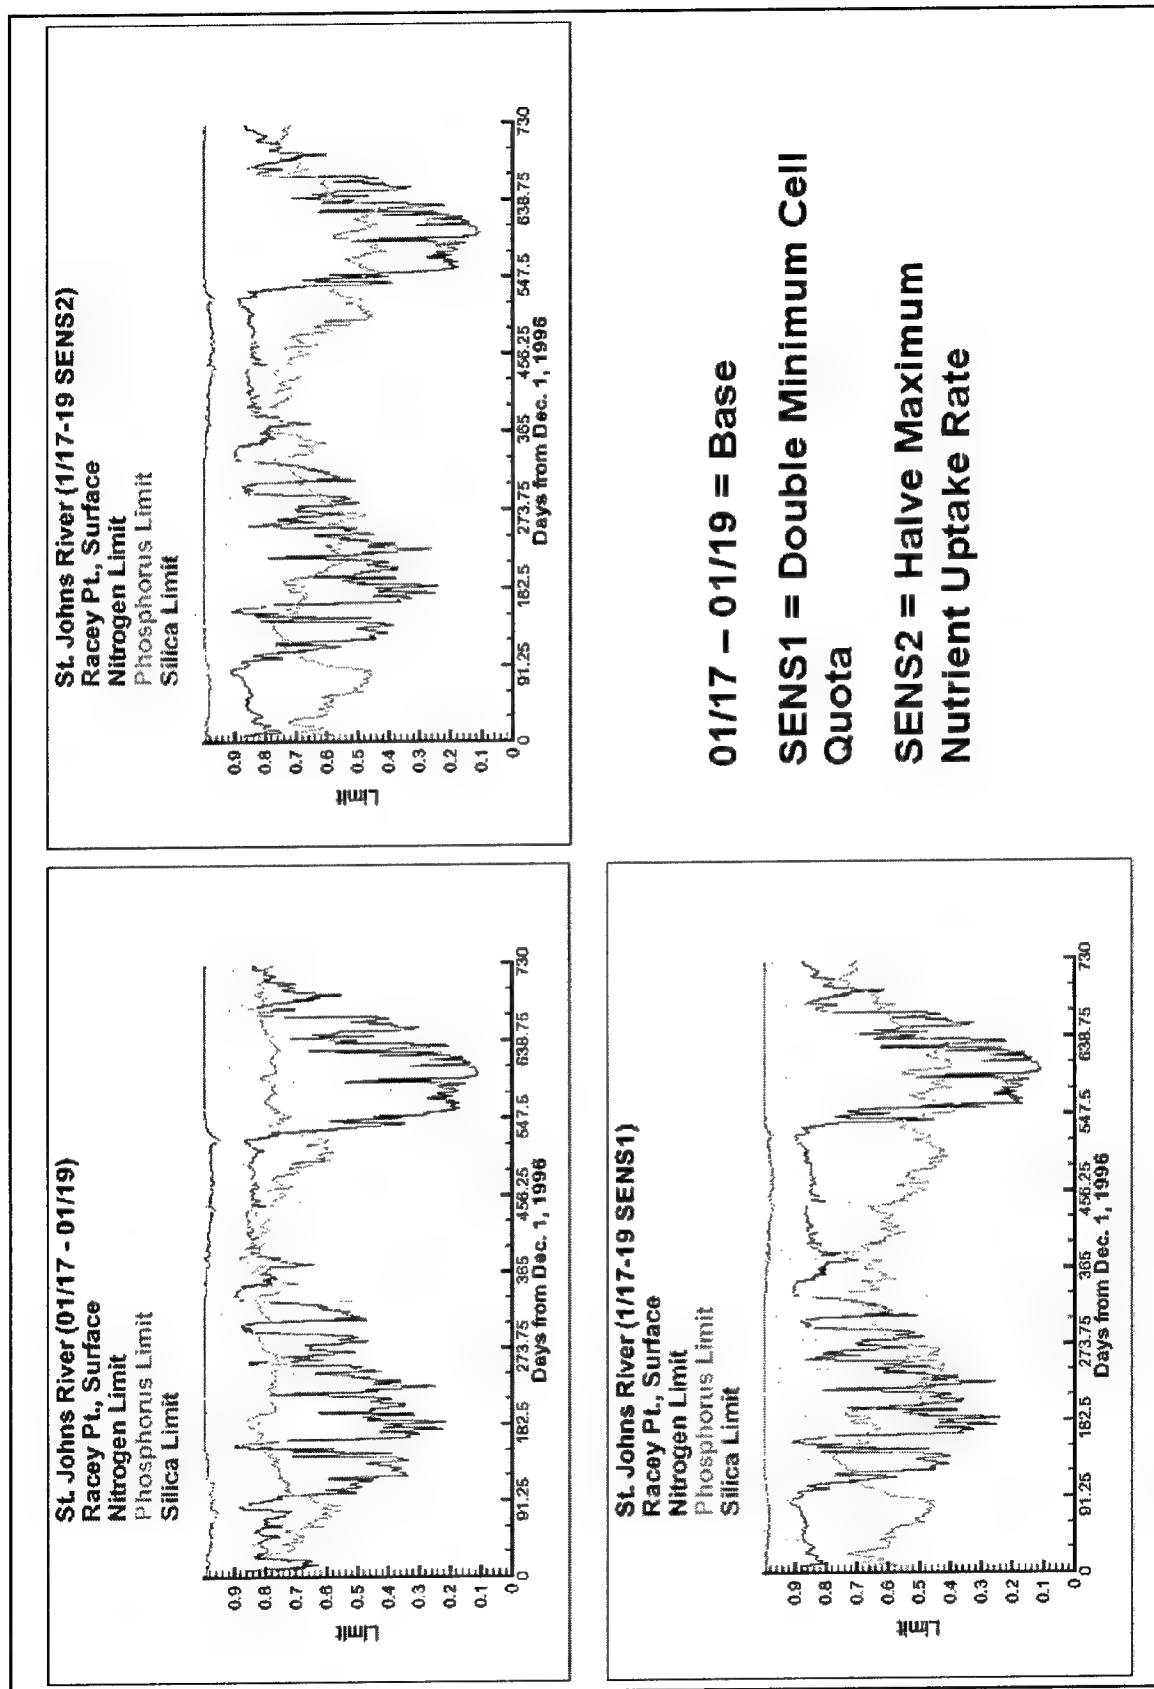 St. Johns River (01/17 - 01/19)
Racey Pt., Surface
Nitrogen Limit
Phosphorus Limit
Silica Limit
Limit
0.9
0.8
0.7
0.6
0.5
0.4
0.3
0.2
0.1
0
0 91.25 182.5 273.75 365 456.25 547.5 638.75 730
Days from Dec. 1, 1996
St. Johns River (1/17-19 SENS2)
Racey Pt., Surface
Nitrogen Limit
Phosphorus Limit
Silica Limit
Limit
0.9
0.8
0.7
0.6
0.5
0.4
0.3
0.2
0.1
0
0 91.25 182.5 273.75 365 456.25 547.5 638.75 730
Days from Dec. 1, 1996
St. Johns River (1/17-19 SENS1)
Racey Pt., Surface
Nitrogen Limit
Phosphorus Limit
Silica Limit
Limit
0.9
0.8
0.7
0.6
0.5
0.4
0.3
0.2
0.1
0
0 91.25 182.5 273.75 365 456.25 547.5 638.75 730
Days from Dec. 1, 1996
01/17 – 01/19 = Base
SENS1 = Double Minimum Cell
Quota
SENS2 = Halve Maximum
Nutrient Uptake Rate